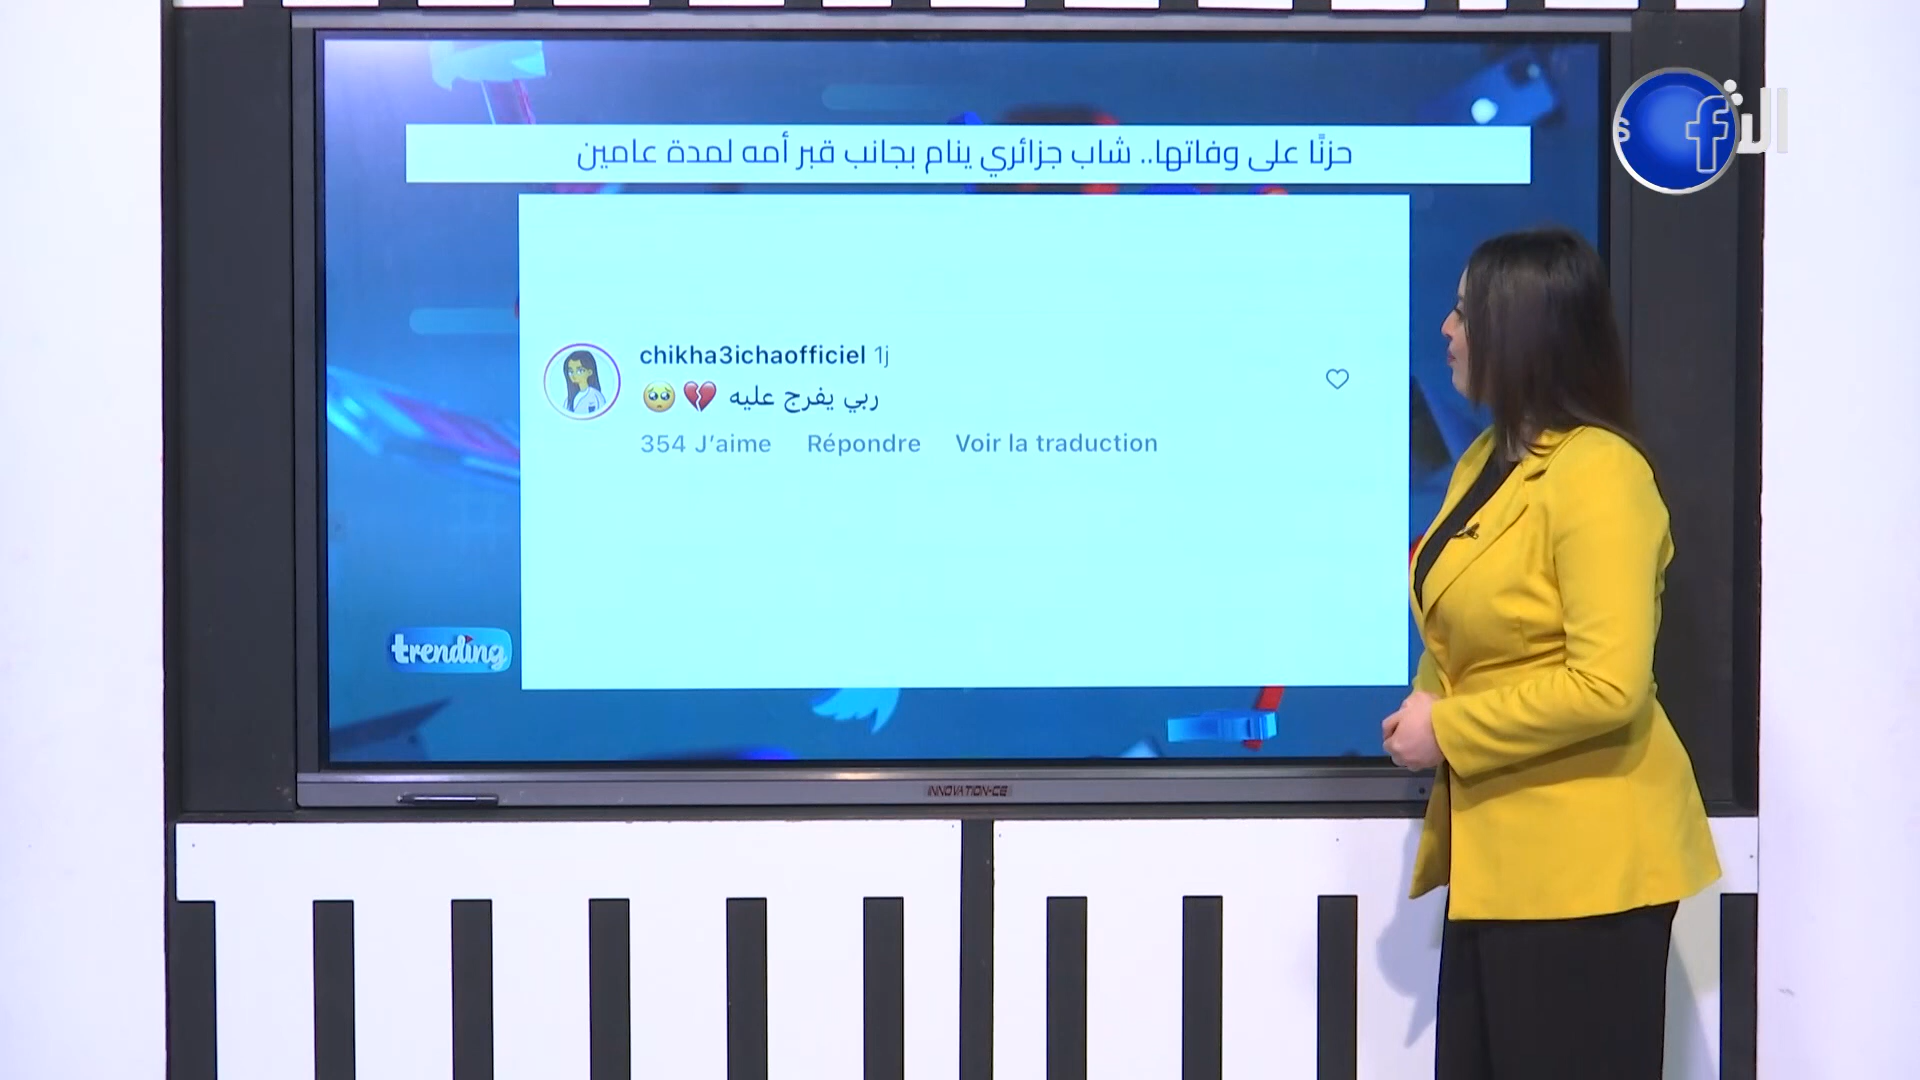 حزنًا على وفاتها.. شاب جزائري ينام بجانب قبر أمه لمدة عامين
chikha3ichaofficiel 1j
ربي يفرج عليه 💔🥺
354 J’aime Répondre Voir la traduction
trending
INNOVATION-CE